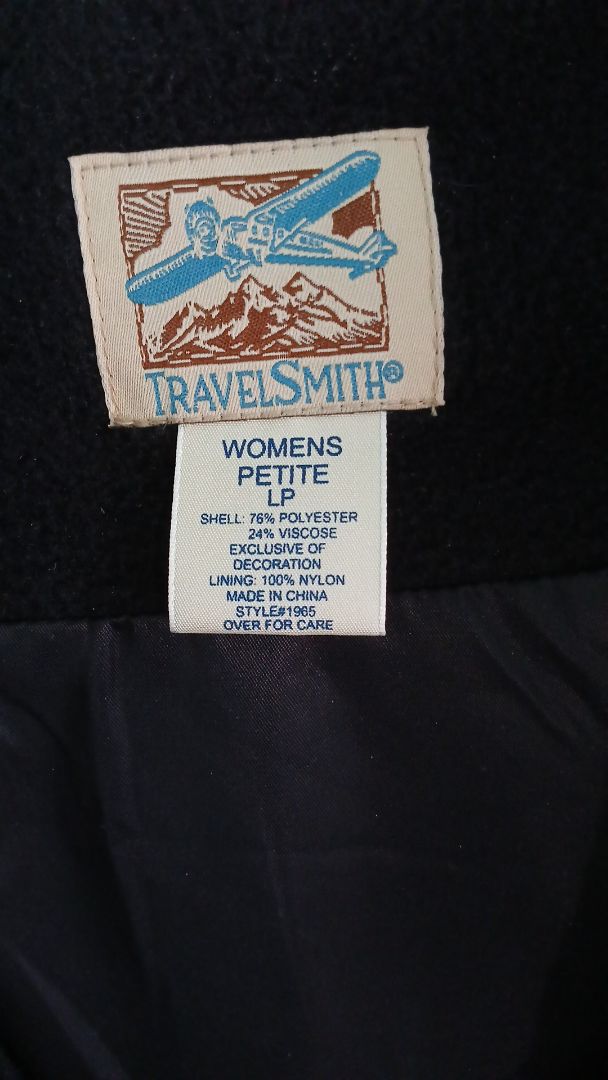 TRAVELSMITH®
WOMENS
PETITE
LP
SHELL: 76% POLYESTER
24% VISCOSE
EXCLUSIVE OF
DECORATION
LINING: 100% NYLON
MADE IN CHINA
STYLE#1965
OVER FOR CARE